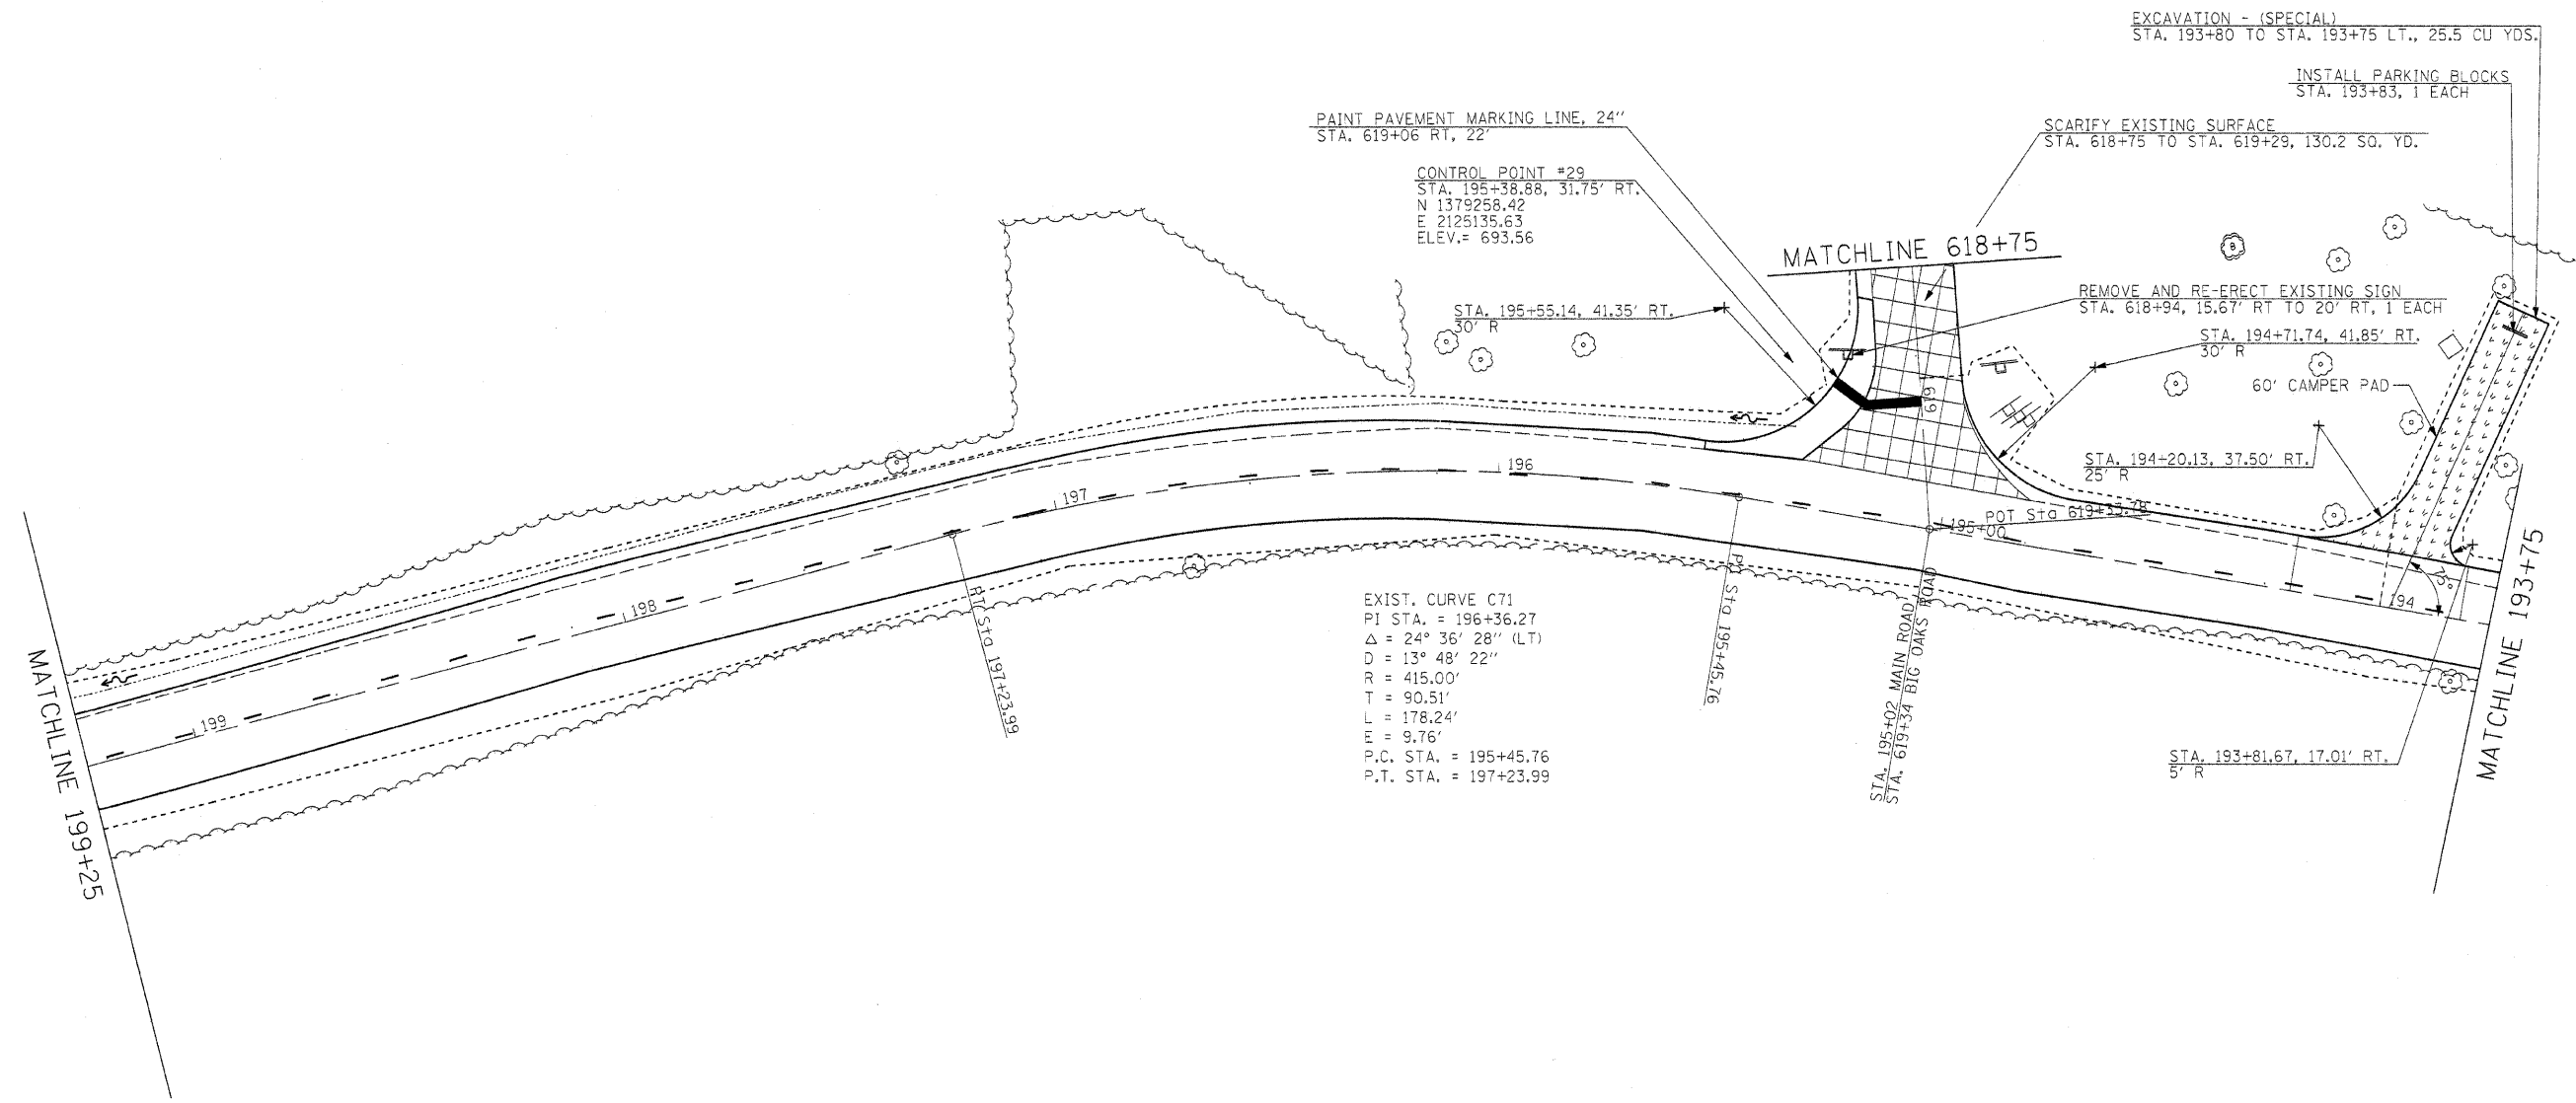 EXCAVATION - (SPECIAL)
STA. 193+80 TO STA. 193+75 LT., 25.5 CU YDS.
INSTALL PARKING BLOCKS
STA. 193+83, 1 EACH
PAINT PAVEMENT MARKING LINE, 24"
STA. 619+06 RT, 22'
SCARIFY EXISTING SURFACE
STA. 618+75 TO STA. 619+29, 130.2 SQ. YD.
CONTROL POINT #29
STA. 195+38.88, 31.75' RT.
N 1379258.42
E 2125135.63
ELEV.= 693.56
MATCHLINE 618+75
REMOVE AND RE-ERECT EXISTING SIGN
STA. 618+94, 15.67' RT TO 20' RT, 1 EACH
STA. 195+55.14, 41.35' RT.
30' R
STA. 194+71.74, 41.85' RT.
30' R
60' CAMPER PAD
619
STA. 194+20.13, 37.50' RT.
25' R
196
197
POT Sta 619+33.78
195+00
75°
194
198
199
PT Sta 197+23.99
PC Sta 195+45.76
STA. 195+02 MAIN ROAD
STA. 619+34 BIG OAKS ROAD
EXIST. CURVE C71
PI STA. = 196+36.27
Δ = 24° 36' 28" (LT)
D = 13° 48' 22"
R = 415.00'
T = 90.51'
L = 178.24'
E = 9.76'
P.C. STA. = 195+45.76
P.T. STA. = 197+23.99
STA. 193+81.67, 17.01' RT.
5' R
MATCHLINE 199+25
MATCHLINE 193+75